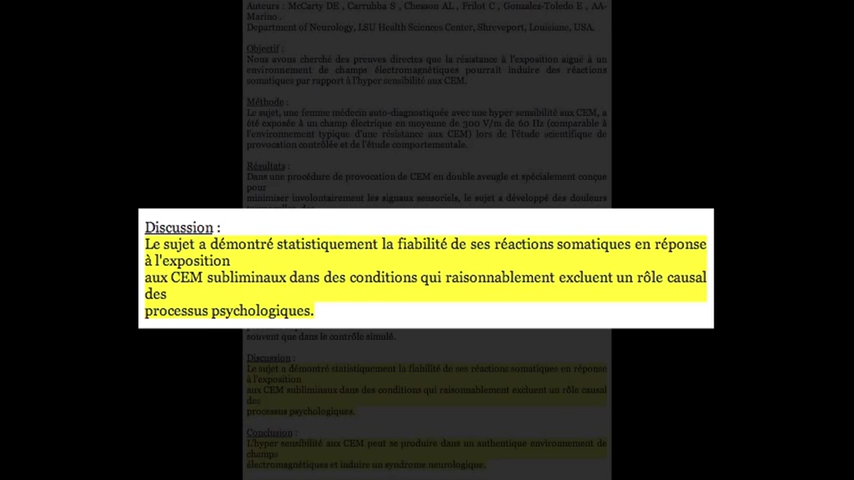 Auteurs : McCarty DE , Carrubba S , Chesson AL , Frilot C , Gonzalez-Toledo E , AA-
Marino .
Department of Neurology, LSU Health Sciences Center, Shreveport, Louisiane, USA.
Objectif :
Nous avons cherché des preuves directes que la résistance à l'exposition aiguë à un
environnement de champs électromagnétiques pourrait induire des réactions
somatiques par rapport à l'hyper sensibilité aux CEM.
Méthode :
Le sujet, une femme médecin auto-diagnostiquée avec une hyper sensibilité aux CEM, a
été exposée à un champ électrique en moyenne de 300 V/m de 60 Hz (comparable à
l'environnement typique d'une résistance aux CEM) lors de l'étude scientifique de
provocation contrôlée et de l'étude comportementale.
Résultats :
Dans une procédure de provocation de CEM en double aveugle et spécialement conçue
pour
minimiser involontairement les signaux sensoriels, le sujet a développé des douleurs
Discussion :
Le sujet a démontré statistiquement la fiabilité de ses réactions somatiques en réponse
à l'exposition
aux CEM subliminaux dans des conditions qui raisonnablement excluent un rôle causal
des
processus psychologiques.
souvent que dans le contrôle simulé.
Discussion :
Le sujet a démontré statistiquement la fiabilité de ses réactions somatiques en réponse
à l'exposition
aux CEM subliminaux dans des conditions qui raisonnablement excluent un rôle causal
des
processus psychologiques.
Conclusion :
L'hyper sensibilité aux CEM peut se produire dans un authentique environnement de
champs
électromagnétiques et induire un syndrome neurologique.